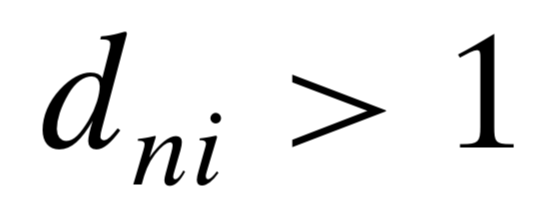 d_{ni} > 1